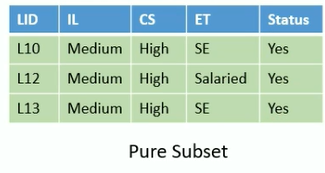 LID IL CS ET Status
L10 Medium High SE Yes
L12 Medium High Salaried Yes
L13 Medium High SE Yes
Pure Subset